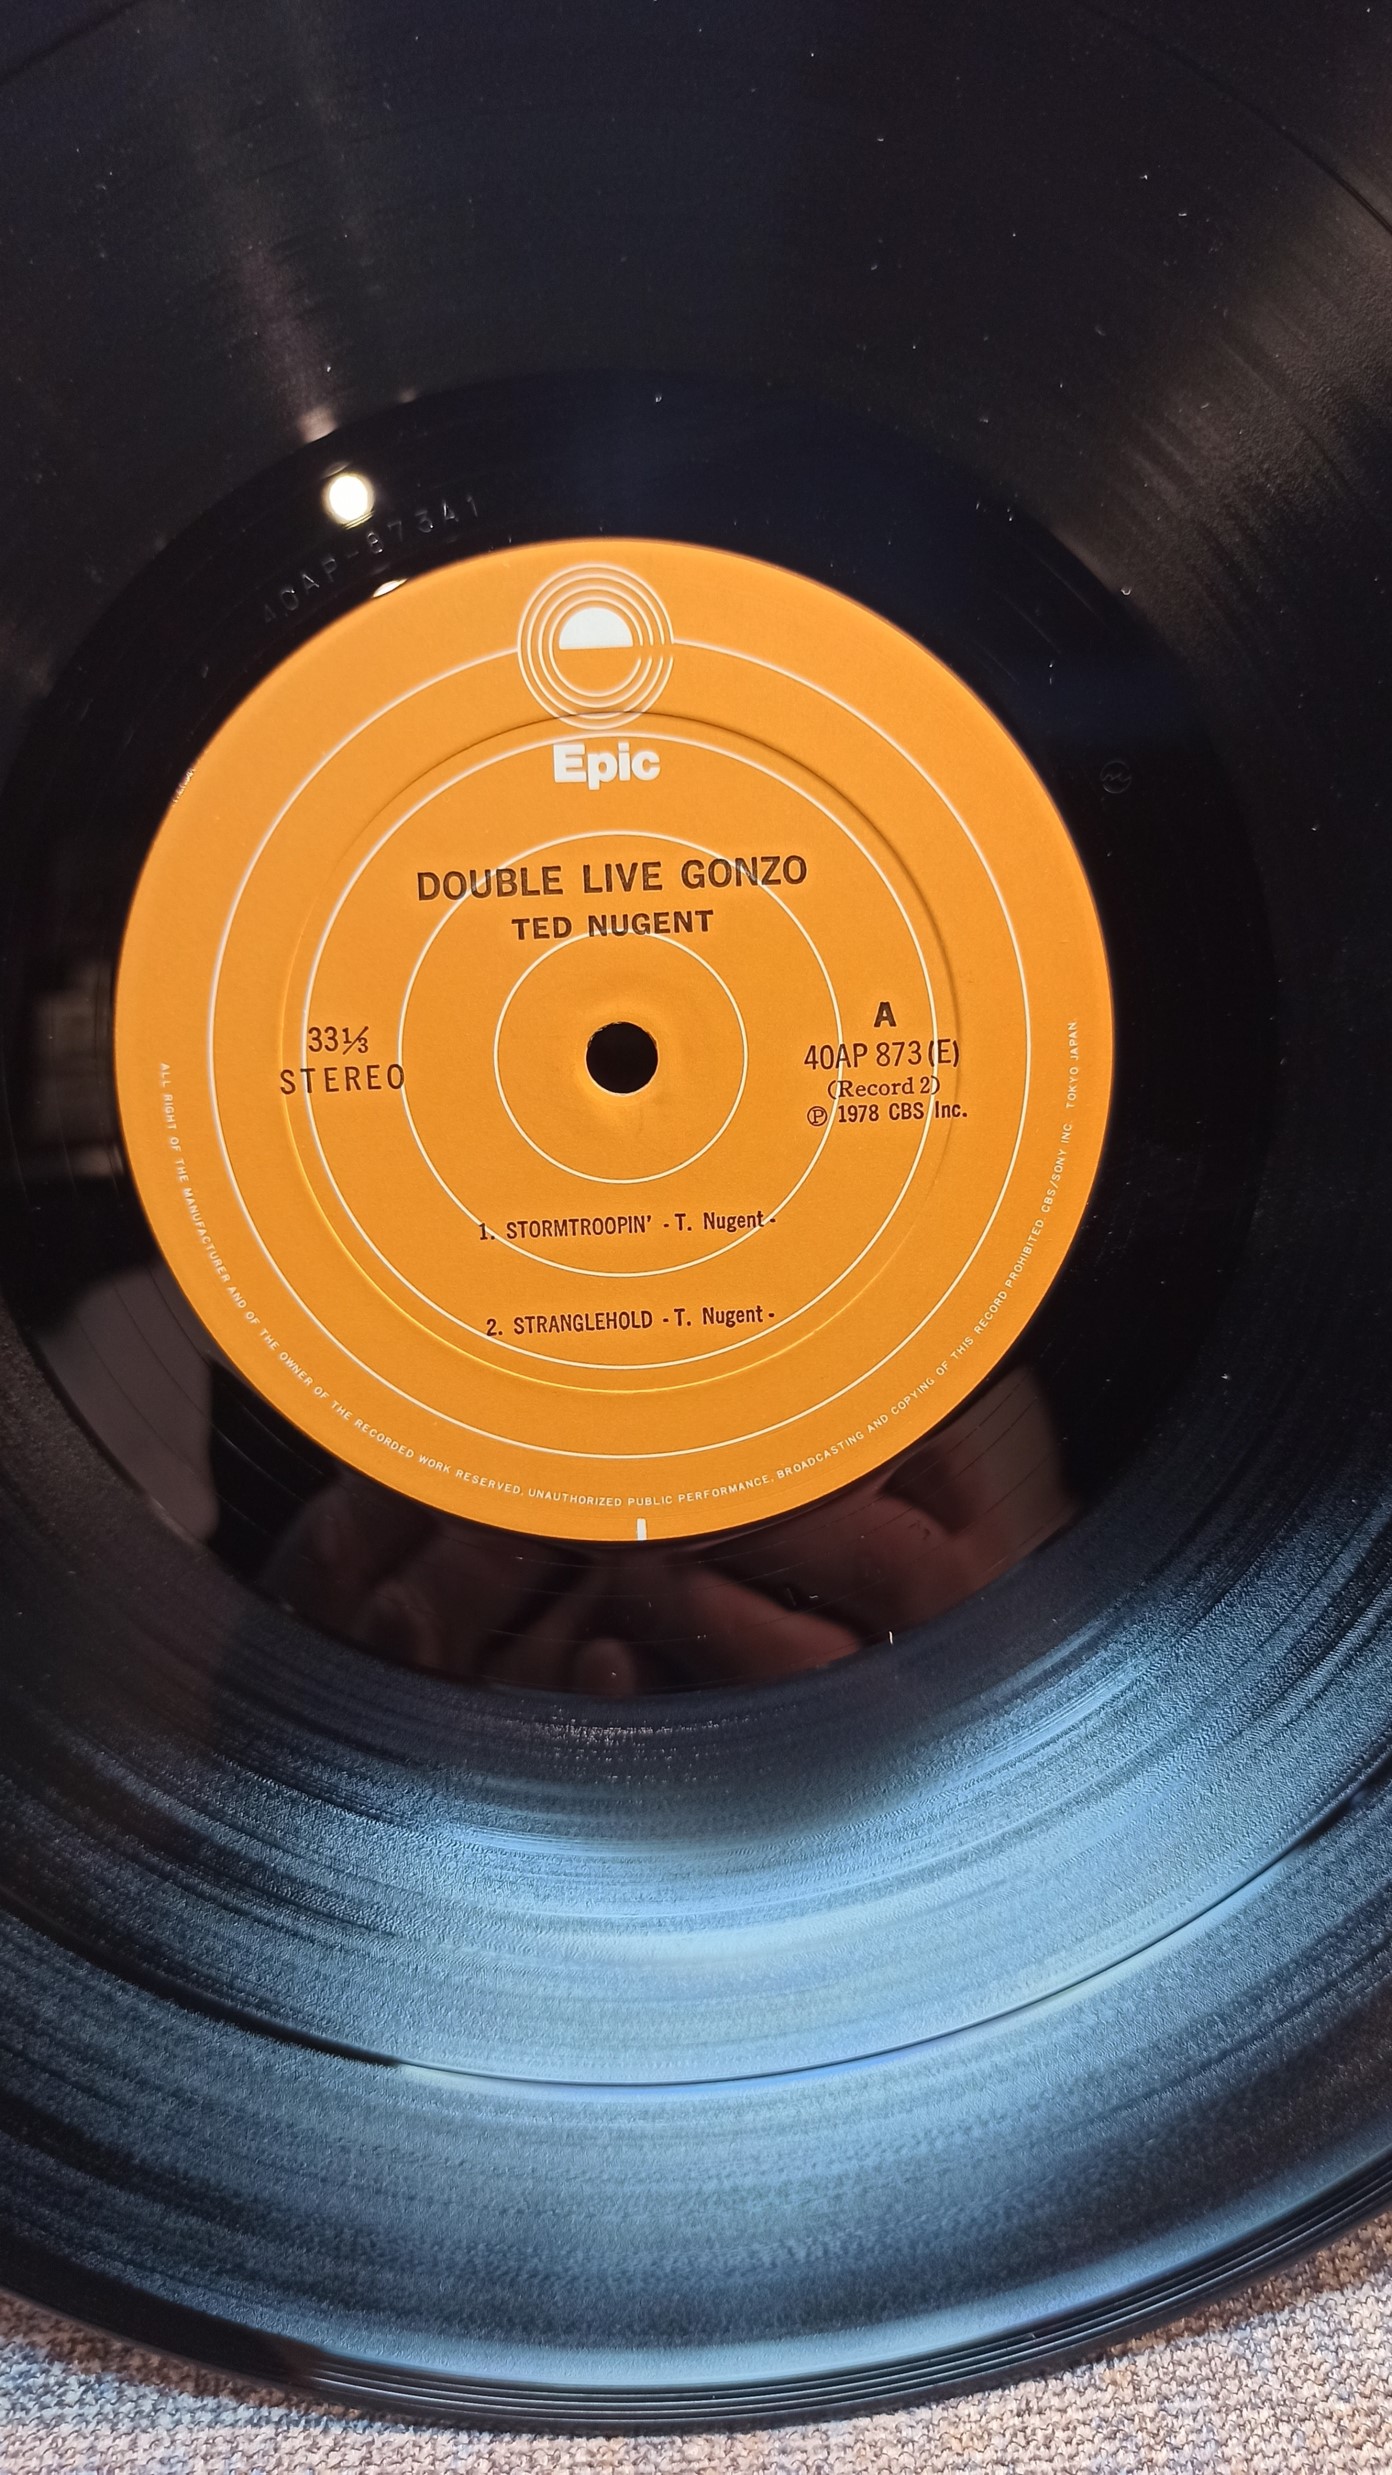 40AP-873A1
Epic
DOUBLE LIVE GONZO
TED NUGENT
33⅓
STEREO
A
40AP 873(E)
(Record 2)
Ⓟ 1978 CBS Inc.
1. STORMTROOPIN' - T. Nugent -
2. STRANGLEHOLD - T. Nugent -
ALL RIGHT OF THE MANUFACTURER AND OF THE OWNER OF THE RECORDED WORK RESERVED, UNAUTHORIZED PUBLIC PERFORMANCE, BROADCASTING AND COPYING OF THIS RECORD PROHIBITED CBS/SONY INC. TOKYO JAPAN